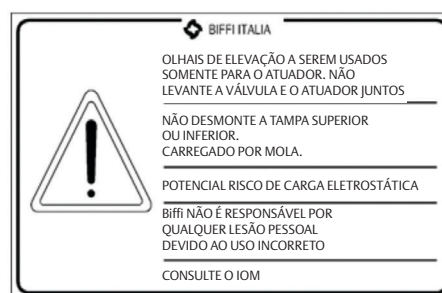 BIFFI ITALIA
OLHAIS DE ELEVAÇÃO A SEREM USADOS
SOMENTE PARA O ATUADOR. NÃO
LEVANTE A VÁLVULA E O ATUADOR JUNTOS
NÃO DESMONTE A TAMPA SUPERIOR
OU INFERIOR.
CARREGADO POR MOLA.
POTENCIAL RISCO DE CARGA ELETROSTÁTICA
Biffi NÃO É RESPONSÁVEL POR
QUALQUER LESÃO PESSOAL
DEVIDO AO USO INCORRETO
CONSULTE O IOM